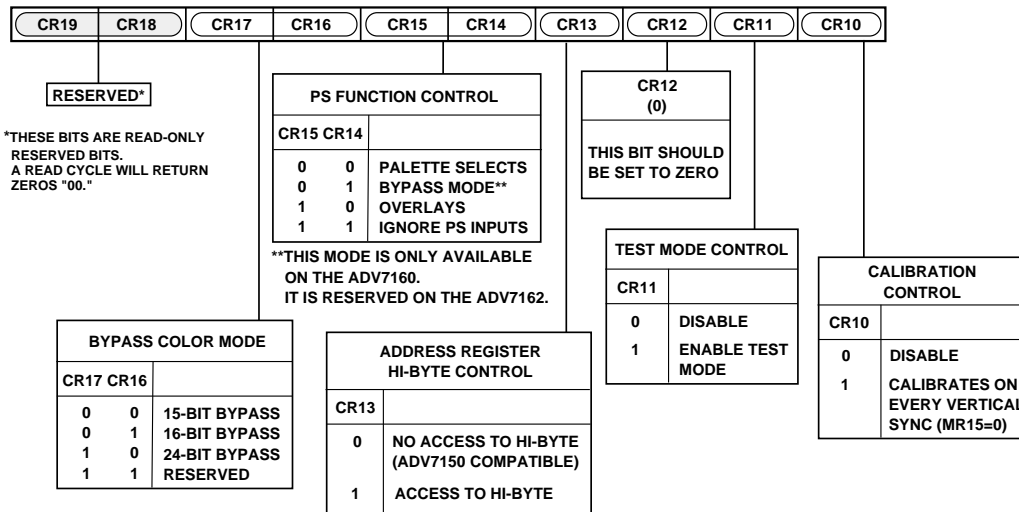 CR19 CR18 CR17 CR16 CR15 CR14 CR13 CR12 CR11 CR10
RESERVED*
*THESE BITS ARE READ-ONLY
RESERVED BITS.
A READ CYCLE WILL RETURN
ZEROS "00."
PS FUNCTION CONTROL
CR15 CR14
0 0 PALETTE SELECTS
0 1 BYPASS MODE**
1 0 OVERLAYS
1 1 IGNORE PS INPUTS
**THIS MODE IS ONLY AVAILABLE
ON THE ADV7160.
IT IS RESERVED ON THE ADV7162.
CR12
(0)
THIS BIT SHOULD
BE SET TO ZERO
BYPASS COLOR MODE
CR17 CR16
0 0 15-BIT BYPASS
0 1 16-BIT BYPASS
1 0 24-BIT BYPASS
1 1 RESERVED
ADDRESS REGISTER
HI-BYTE CONTROL
CR13
0 NO ACCESS TO HI-BYTE
(ADV7150 COMPATIBLE)
1 ACCESS TO HI-BYTE
TEST MODE CONTROL
CR11
0 DISABLE
1 ENABLE TEST
MODE
CALIBRATION
CONTROL
CR10
0 DISABLE
1 CALIBRATES ON
EVERY VERTICAL
SYNC (MR15=0)